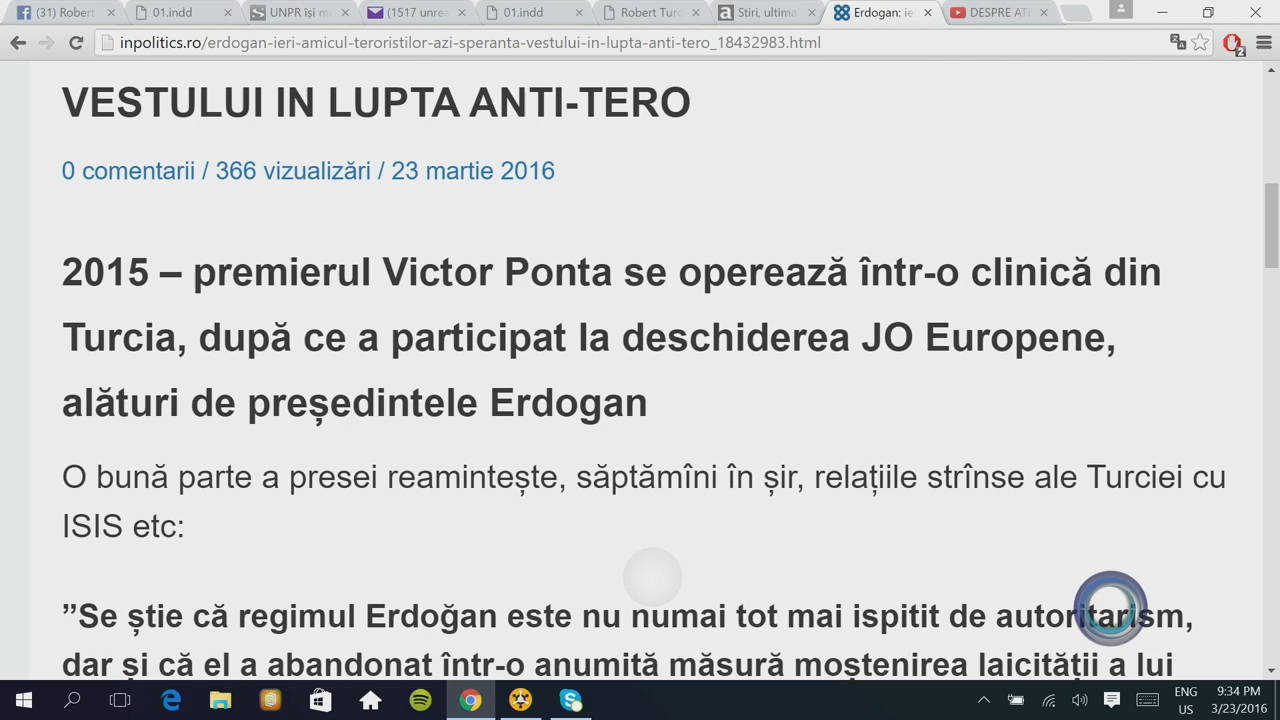 (31) Robert
01.indd
UNPR își m
(1517 unrea
01.indd
Robert Turc
Stiri, ultima
Erdogan: ie
DESPRE ATI
inpolitics.ro/erdogan-ieri-amicul-teroristilor-azi-speranta-vestului-in-lupta-anti-tero_18432983.html
2
VESTULUI IN LUPTA ANTI-TERO
0 comentarii / 366 vizualizări / 23 martie 2016
2015 – premierul Victor Ponta se operează într-o clinică din
Turcia, după ce a participat la deschiderea JO Europene,
alături de președintele Erdogan
O bună parte a presei reamintește, săptămîni în șir, relațiile strînse ale Turciei cu
ISIS etc:
”Se știe că regimul Erdoğan este nu numai tot mai ispitit de autoritarism,
dar și că el a abandonat într-o anumită măsură moștenirea laicității a lui
ENG 9:34 PM
US 3/23/2016